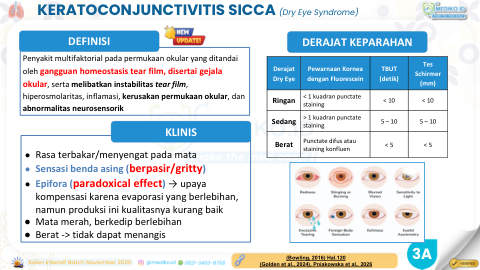 KERATOCONJUNCTIVITIS SICCA (Dry Eye Syndrome)
DEFINISI
NEW
UPDATE!
Penyakit multifaktorial pada permukaan okular yang ditandai
oleh gangguan homeostasis tear film, disertai gejala
okular, serta melibatkan instabilitas tear film,
hiperosmolaritas, inflamasi, kerusakan permukaan okular, dan
abnormalitas neurosensorik
KLINIS
● Rasa terbakar/menyengat pada mata
● Sensasi benda asing (berpasir/gritty)
● Epifora (paradoxical effect) → upaya
kompensasi karena evaporasi yang berlebihan,
namun produksi ini kualitasnya kurang baik
● Mata merah, berkedip berlebihan
● Berat -> tidak dapat menangis
DERAJAT KEPARAHAN
Derajat Dry Eye | Pewarnaan Kornea dengan Fluorescein | TBUT (detik) | Tes Schirmer (mm)
Ringan | < 1 kuadran punctate staining | < 10 | < 10
Sedang | > 1 kuadran punctate staining | 5 – 10 | 5 – 10
Berat | Punctate difus atau staining konfluen | < 5 | < 5
Redness
Stinging or Burning
Blurred Vision
Sensitivity to Light
Excessive Tearing
Foreign Body Sensation
(Bowling, 2016) Hal.120
(Golden et al., 2024), Pniakowska et al., 2025
3A